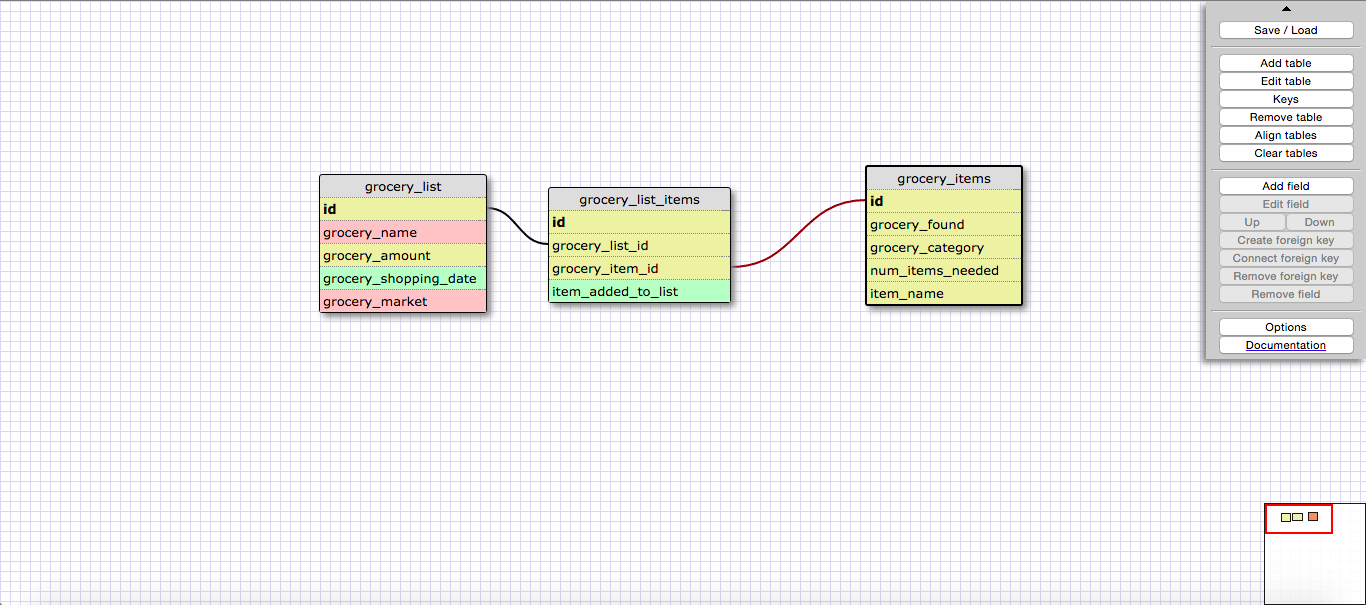 grocery_list
id
grocery_name
grocery_amount
grocery_shopping_date
grocery_market
grocery_list_items
id
grocery_list_id
grocery_item_id
item_added_to_list
grocery_items
id
grocery_found
grocery_category
num_items_needed
item_name
Save / Load
Add table
Edit table
Keys
Remove table
Align tables
Clear tables
Add field
Edit field
Up Down
Create foreign key
Connect foreign key
Remove foreign key
Remove field
Options
Documentation